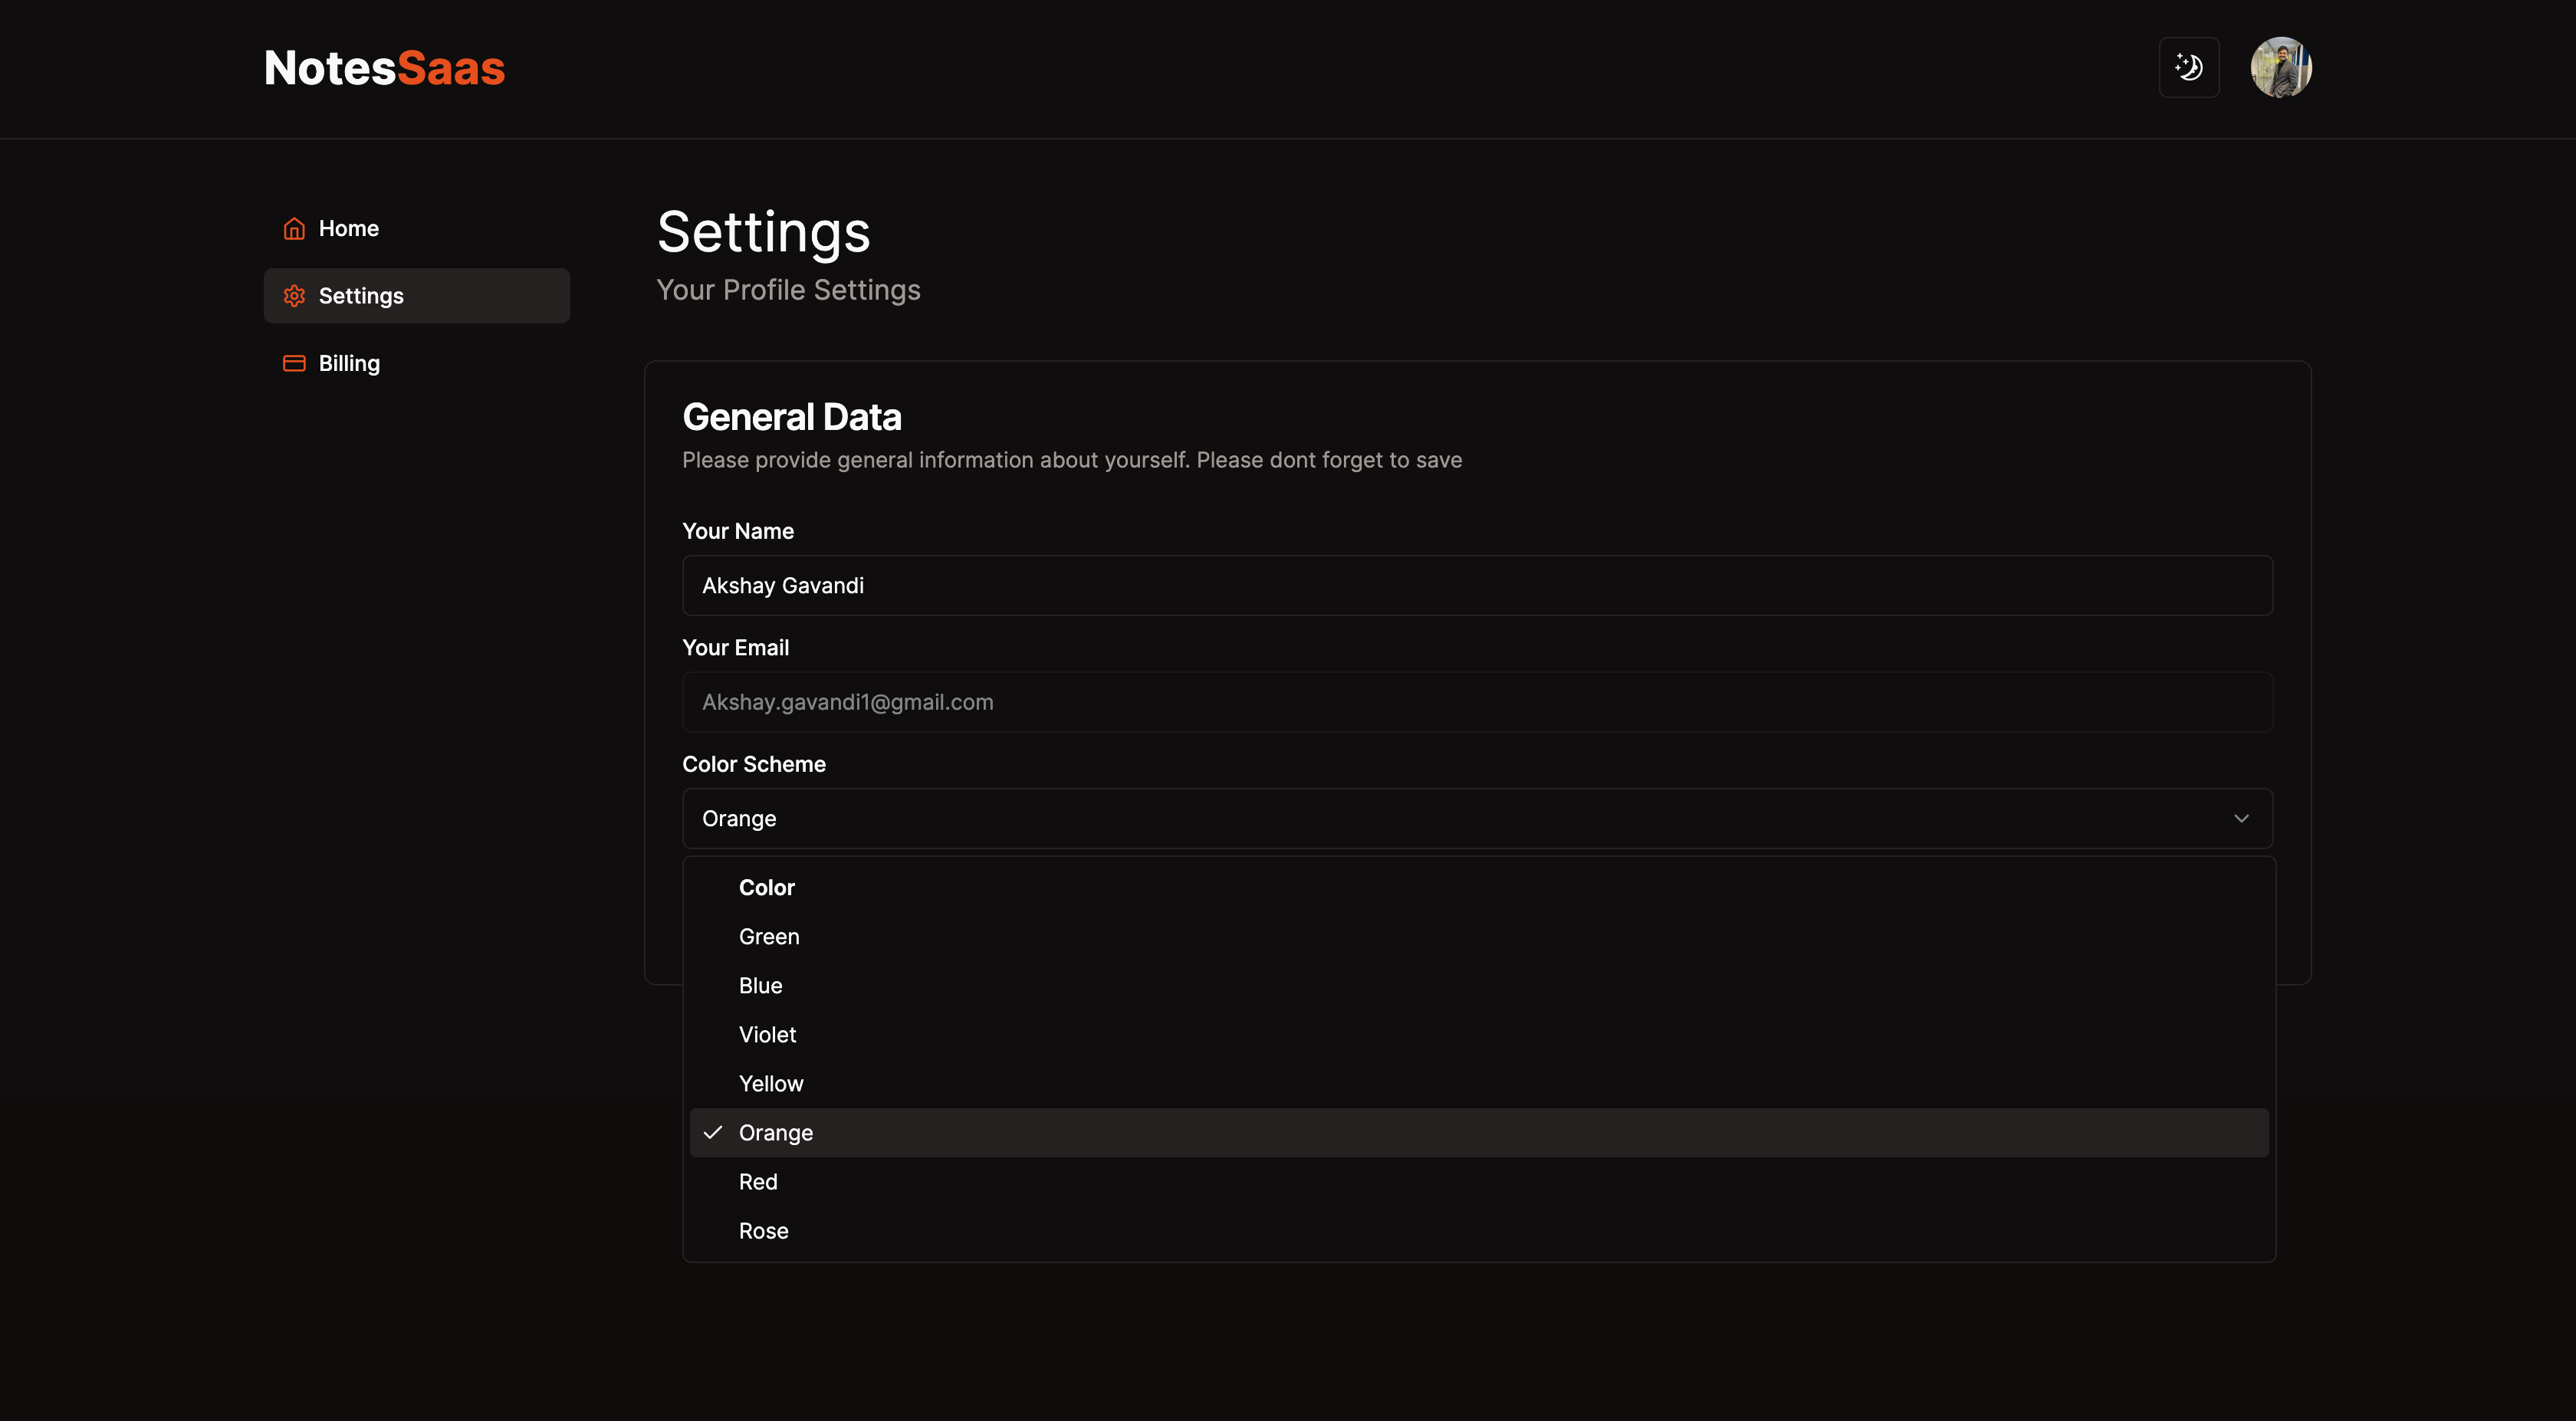 NotesSaas
Home
Settings
Billing
Settings
Your Profile Settings
General Data
Please provide general information about yourself. Please dont forget to save
Your Name
Akshay Gavandi
Your Email
Akshay.gavandi1@gmail.com
Color Scheme
Orange
Color
Green
Blue
Violet
Yellow
Orange
Red
Rose